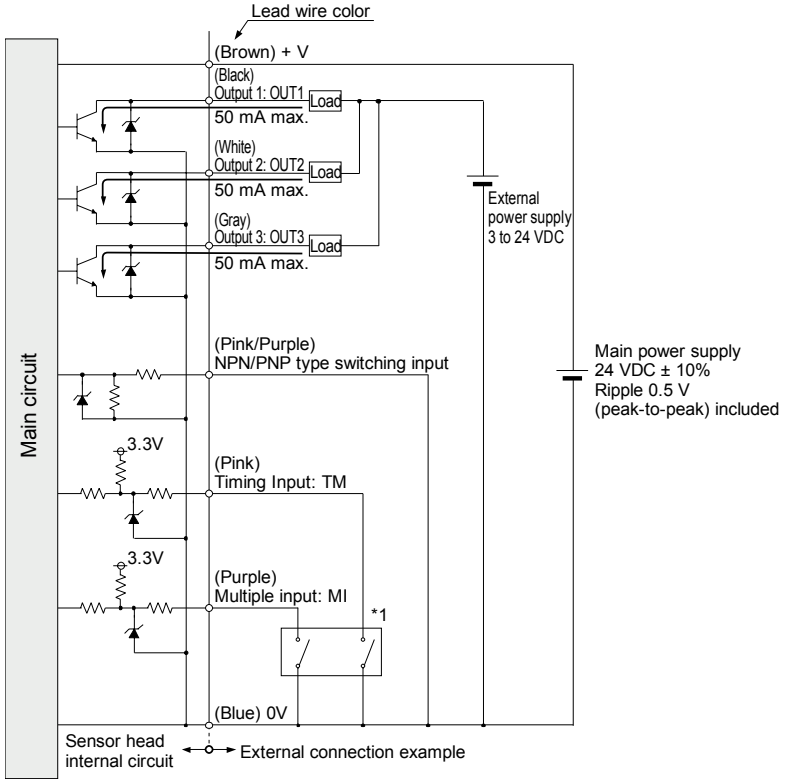 Lead wire color
(Brown) + V
(Black)
Output 1: OUT1
Load
50 mA max.
(White)
Output 2: OUT2
Load
50 mA max.
External
power supply
3 to 24 VDC
(Gray)
Output 3: OUT3
Load
50 mA max.
Main circuit
(Pink/Purple)
NPN/PNP type switching input
Main power supply
24 VDC ± 10%
Ripple 0.5 V
(peak-to-peak) included
3.3V
(Pink)
Timing Input: TM
3.3V
(Purple)
Multiple input: MI
*1
(Blue) 0V
Sensor head
internal circuit
External connection example